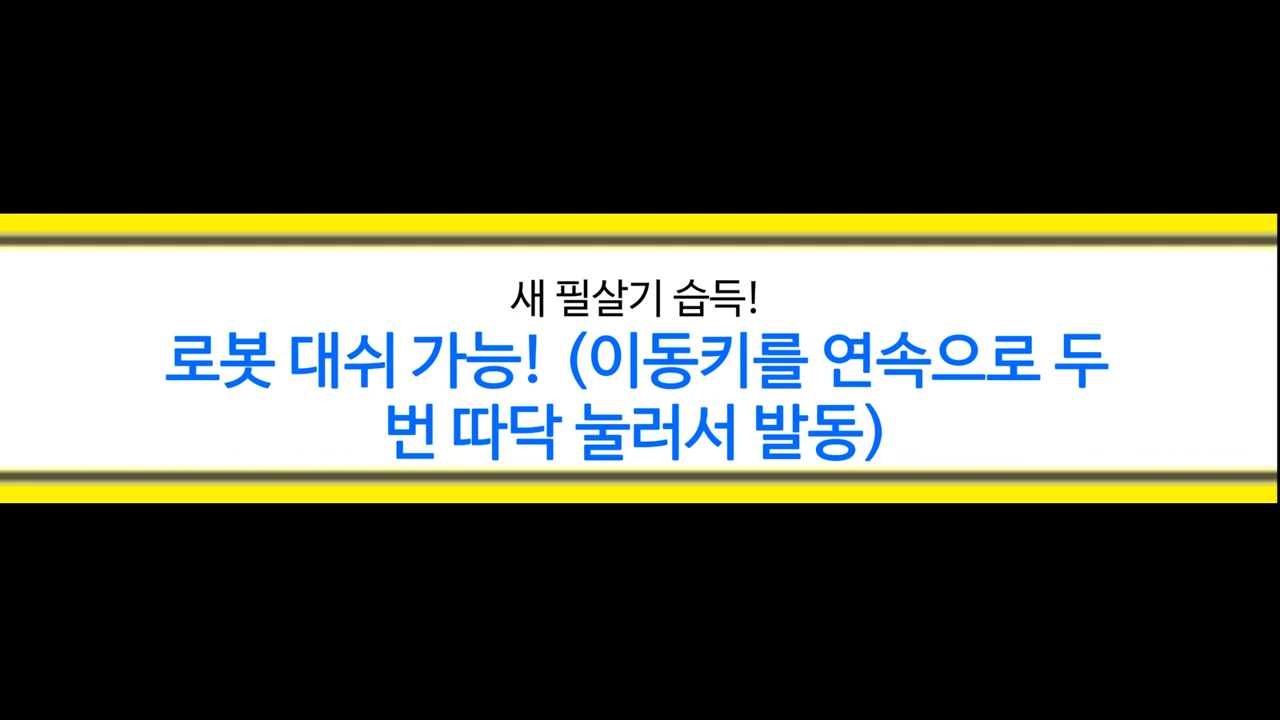 새 필살기 습득!
로봇 대쉬 가능! (이동키를 연속으로 두
번 따닥 눌러서 발동)